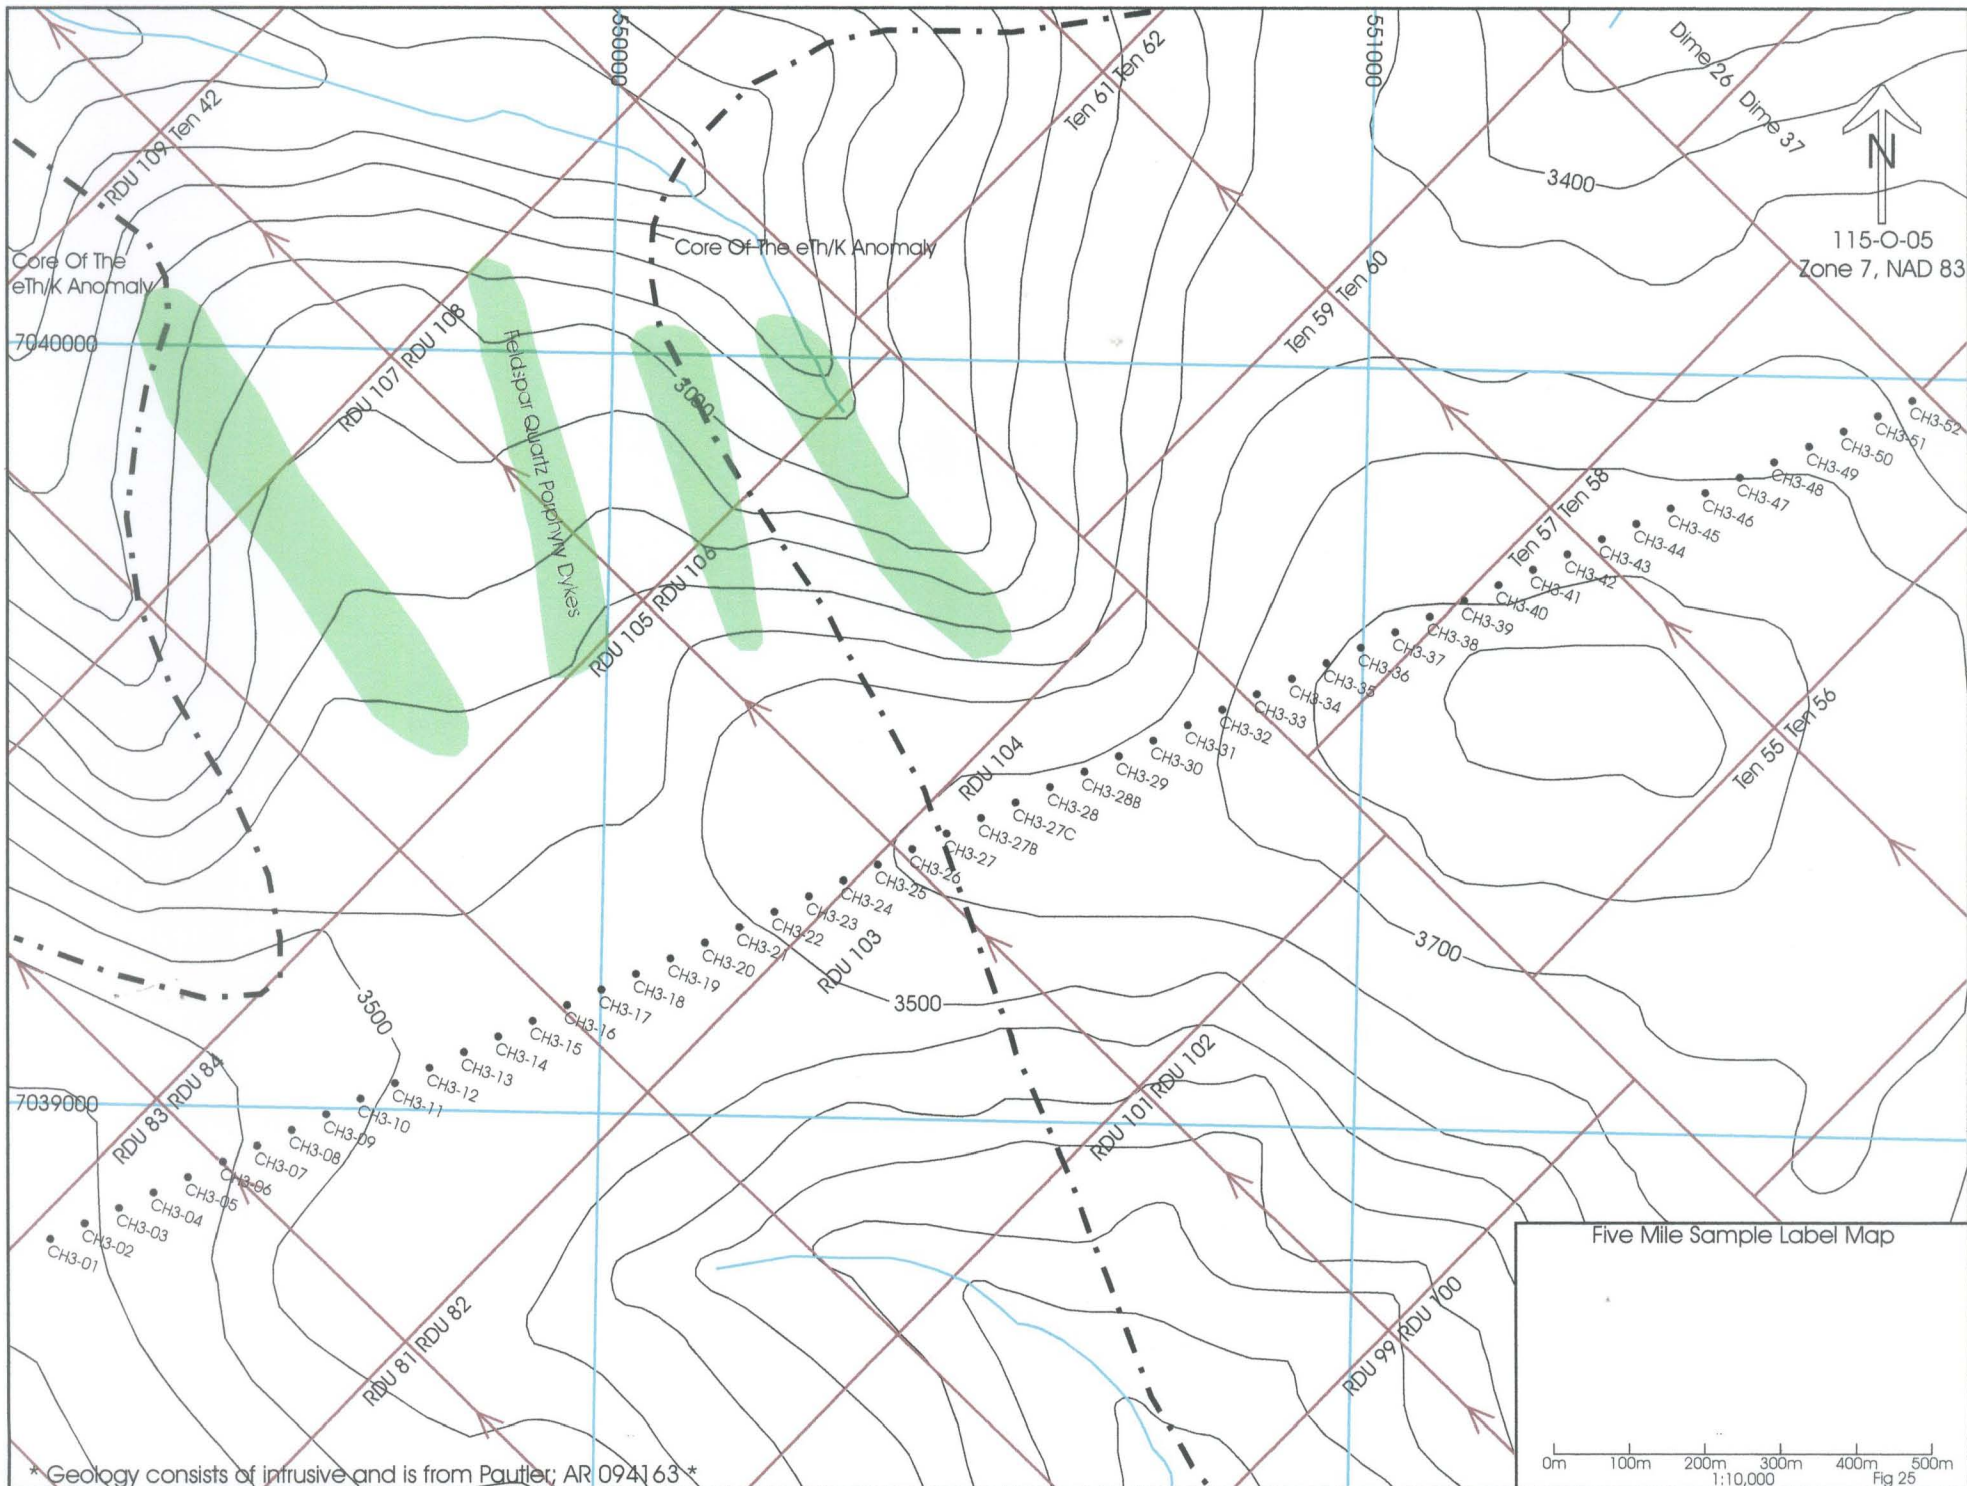 550000
551000
Dime 26 Dime 37
N
115-O-05
Zone 7, NAD 83
RDU 109 Ten 42
Ten 61 Ten 62
3400
Core Of The
eTh/K Anomaly
Core Of The eTh/K Anomaly
Ten 59 Ten 60
7040000
RDU 107 RDU 108
Feldspar Quartz Porphyry Dykes
3000
RDU 105 RDU 106
Ten 57 Ten 58
Ten 55 Ten 56
RDU 104
RDU 103
3700
3500
3500
CH3-52
CH3-51
CH3-50
CH3-49
CH3-48
CH3-47
CH3-46
CH3-45
CH3-44
CH3-43
CH3-42
CH3-41
CH3-40
CH3-39
CH3-38
CH3-37
CH3-36
CH3-35
CH3-34
CH3-33
CH3-32
CH3-31
CH3-30
CH3-29
CH3-28B
CH3-28
CH3-27C
CH3-27B
CH3-27
CH3-26
CH3-25
CH3-24
CH3-23
CH3-22
CH3-21
CH3-20
CH3-19
CH3-18
CH3-17
CH3-16
CH3-15
CH3-14
CH3-13
CH3-12
CH3-11
CH3-10
CH3-09
CH3-08
CH3-07
CH3-06
CH3-05
CH3-04
CH3-03
CH3-02
CH3-01
7039000
RDU 83 RDU 84
RDU 101 RDU 102
RDU 81 RDU 82
RDU 99 RDU 100
Five Mile Sample Label Map
0m 100m 200m 300m 400m 500m
1:10,000
Fig 25
* Geology consists of intrusive and is from Pautler; AR 094163 *